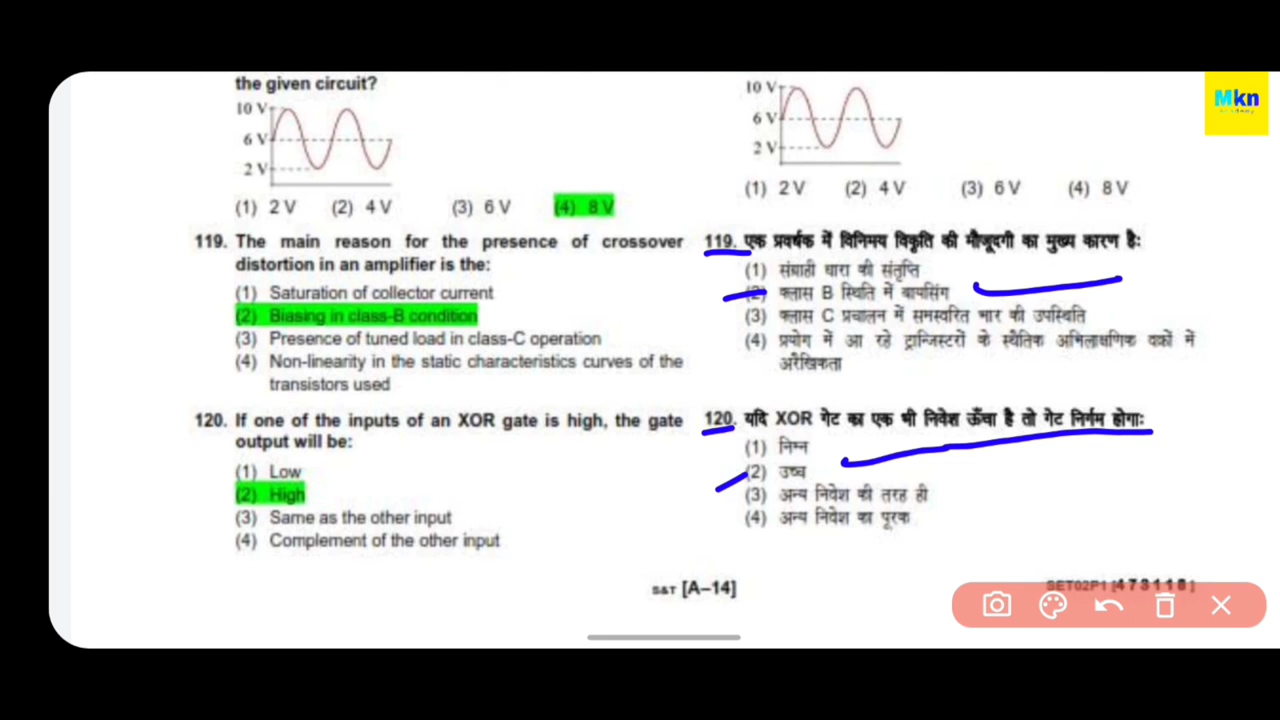 the given circuit?
10 V
6 V
2 V
(1) 2 V (2) 4 V (3) 6 V (4) 8 V
119. The main reason for the presence of crossover
distortion in an amplifier is the:
(1) Saturation of collector current
(2) Biasing in class-B condition
(3) Presence of tuned load in class-C operation
(4) Non-linearity in the static characteristics curves of the
transistors used
120. If one of the inputs of an XOR gate is high, the gate
output will be:
(1) Low
(2) High
(3) Same as the other input
(4) Complement of the other input
10 V
6 V
2 V
(1) 2 V (2) 4 V (3) 6 V (4) 8 V
119. एक प्रवर्धक में विनिमय विकृति की मौजूदगी का मुख्य कारण है:
(1) संग्राही धारा की संतृप्ति
(2) क्लास B स्थिति में बायसिंग
(3) क्लास C प्रचालन में समस्वरित भार की उपस्थिति
(4) प्रयोग में आ रहे ट्रान्जिस्टरों के स्थैतिक अभिलाक्षणिक वक्रों में
अरैखिकता
120. यदि XOR गेट का एक भी निवेश ऊँचा है तो गेट निर्गम होगा:
(1) निम्न
(2) उच्च
(3) अन्य निवेश की तरह ही
(4) अन्य निवेश का पूरक
S&T [A–14]
SET02P1 [473118]
Mkn